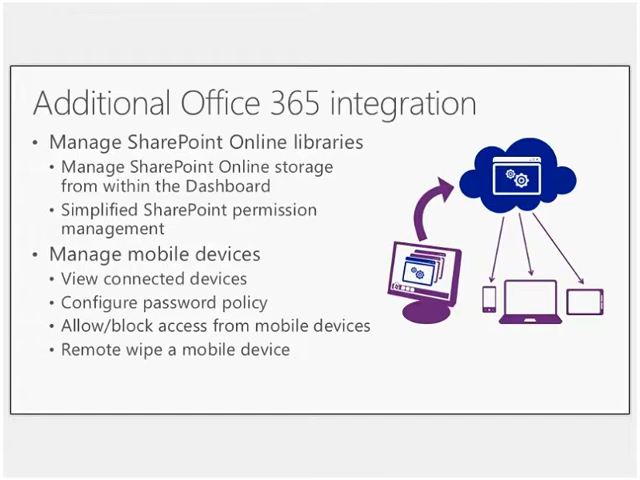 Additional Office 365 integration
• Manage SharePoint Online libraries
• Manage SharePoint Online storage
from within the Dashboard
• Simplified SharePoint permission
management
• Manage mobile devices
• View connected devices
• Configure password policy
• Allow/block access from mobile devices
• Remote wipe a mobile device